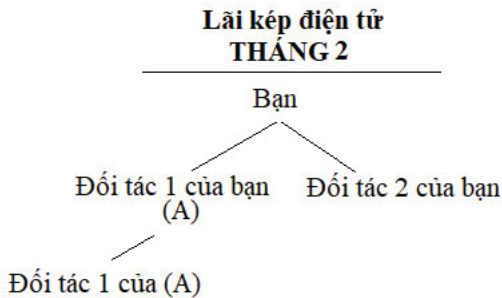 Lãi kép điện tử
THÁNG 2
Bạn
Đối tác 1 của bạn
(A)
Đối tác 2 của bạn
Đối tác 1 của (A)